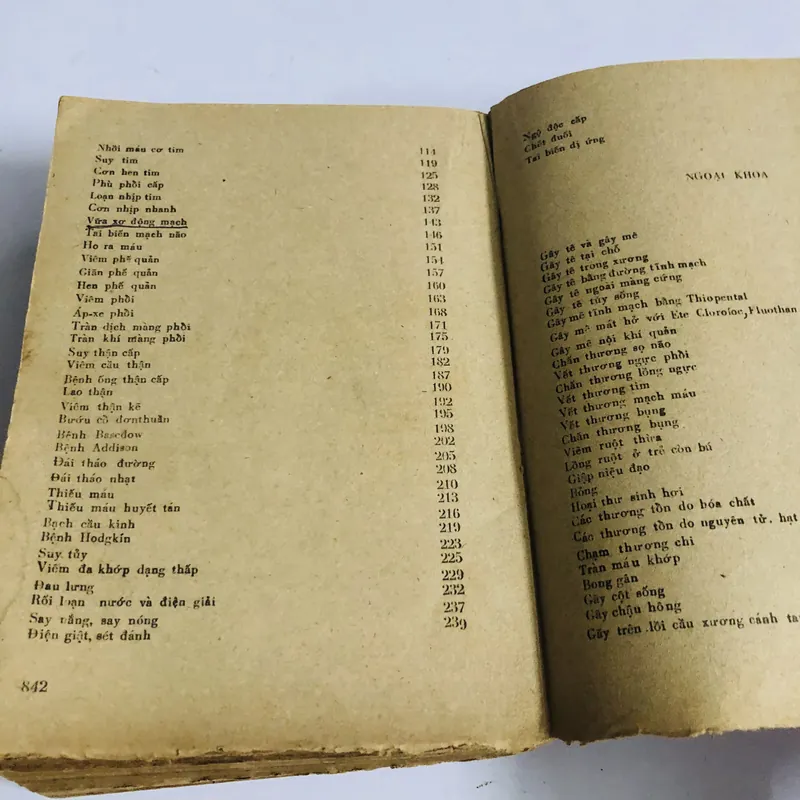 Nhồi máu cơ tim 114
Suy tim 119
Cơn hen tim 125
Phù phổi cấp 128
Loạn nhịp tim 132
Cơn nhịp nhanh 137
Vữa xơ động mạch 143
Tai biến mạch não 146
Ho ra máu 151
Viêm phế quản 154
Giãn phế quản 157
Hen phế quản 160
Viêm phổi 163
Áp-xe phổi 168
Tràn dịch màng phổi 171
Tràn khí màng phổi 175
Suy thận cấp 179
Viêm cầu thận 182
Bệnh ống thận cấp 187
Lao thận 190
Viêm thận kẽ 192
Bướu cổ đơnthuần 195
Bệnh Basedow 198
Bệnh Addison 202
Đái tháo đường 205
Đái tháo nhạt 208
Thiếu máu 210
Thiếu máu huyết tán 213
Bạch cầu kinh 216
Bệnh Hodgkin 219
Suy tủy 223
Viêm đa khớp dạng thấp 225
Đau lưng 229
Rối loạn nước và điện giải 232
Say nắng, say nóng 237
Điện giật, sét đánh 239
842
Ngộ độc cấp
Chết đuối
Tai biến dị ứng
NGOẠI KHOA
Gây tê và gây mê
Gây tê tại chỗ
Gây tê trong xương
Gây tê bằng đường tĩnh mạch
Gây tê ngoài màng cứng
Gây tê tủy sống
Gây mê tĩnh mạch bằng Thiopental
Gây mê mắt hở với Ete Cloroloc, Fluothan
Gây mê nội khí quản
Chấn thương sọ não
Vết thương ngực phổi
Chấn thương lồng ngực
Vết thương tim
Vết thương mạch máu
Vết thương bụng
Chấn thương bụng
Viêm ruột thừa
Lồng ruột ở trẻ còn bú
Giập niệu đạo
Bỏng
Hoại thư sinh hơi
Các thương tổn do hóa chất
Các thương tổn do nguyên tử, hạt
Chạm thương chi
Tràn máu khớp
Bong gân
Gãy cột sống
Gãy chậu hông
Gãy trên lồi cầu xương cánh ta